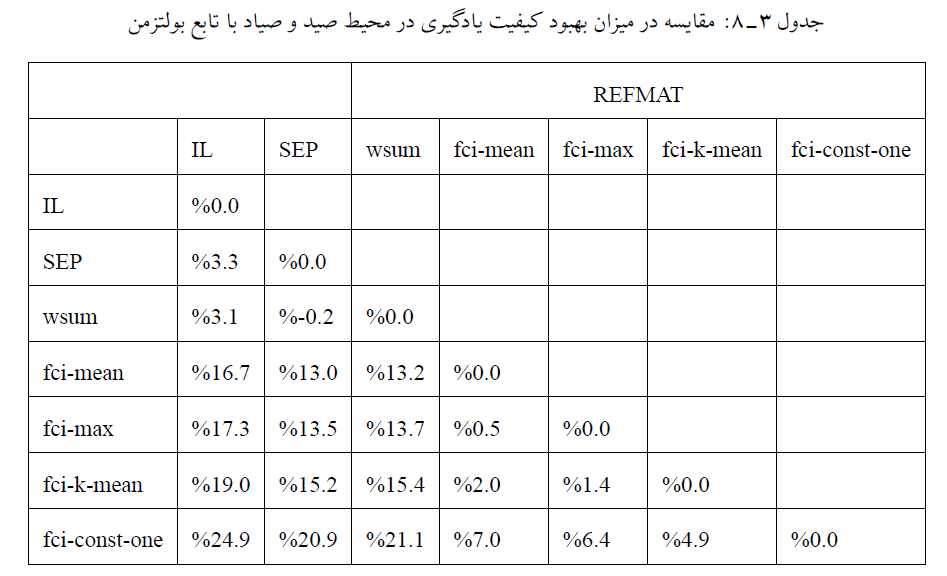 جدول ۳ـ۸: مقایسه در میزان بهبود کیفیت یادگیری در محیط صید و صیاد با تابع بولتزمن
REFMAT
IL SEP wsum fci-mean fci-max fci-k-mean fci-const-one
IL %0.0
SEP %3.3 %0.0
wsum %3.1 %-0.2 %0.0
fci-mean %16.7 %13.0 %13.2 %0.0
fci-max %17.3 %13.5 %13.7 %0.5 %0.0
fci-k-mean %19.0 %15.2 %15.4 %2.0 %1.4 %0.0
fci-const-one %24.9 %20.9 %21.1 %7.0 %6.4 %4.9 %0.0